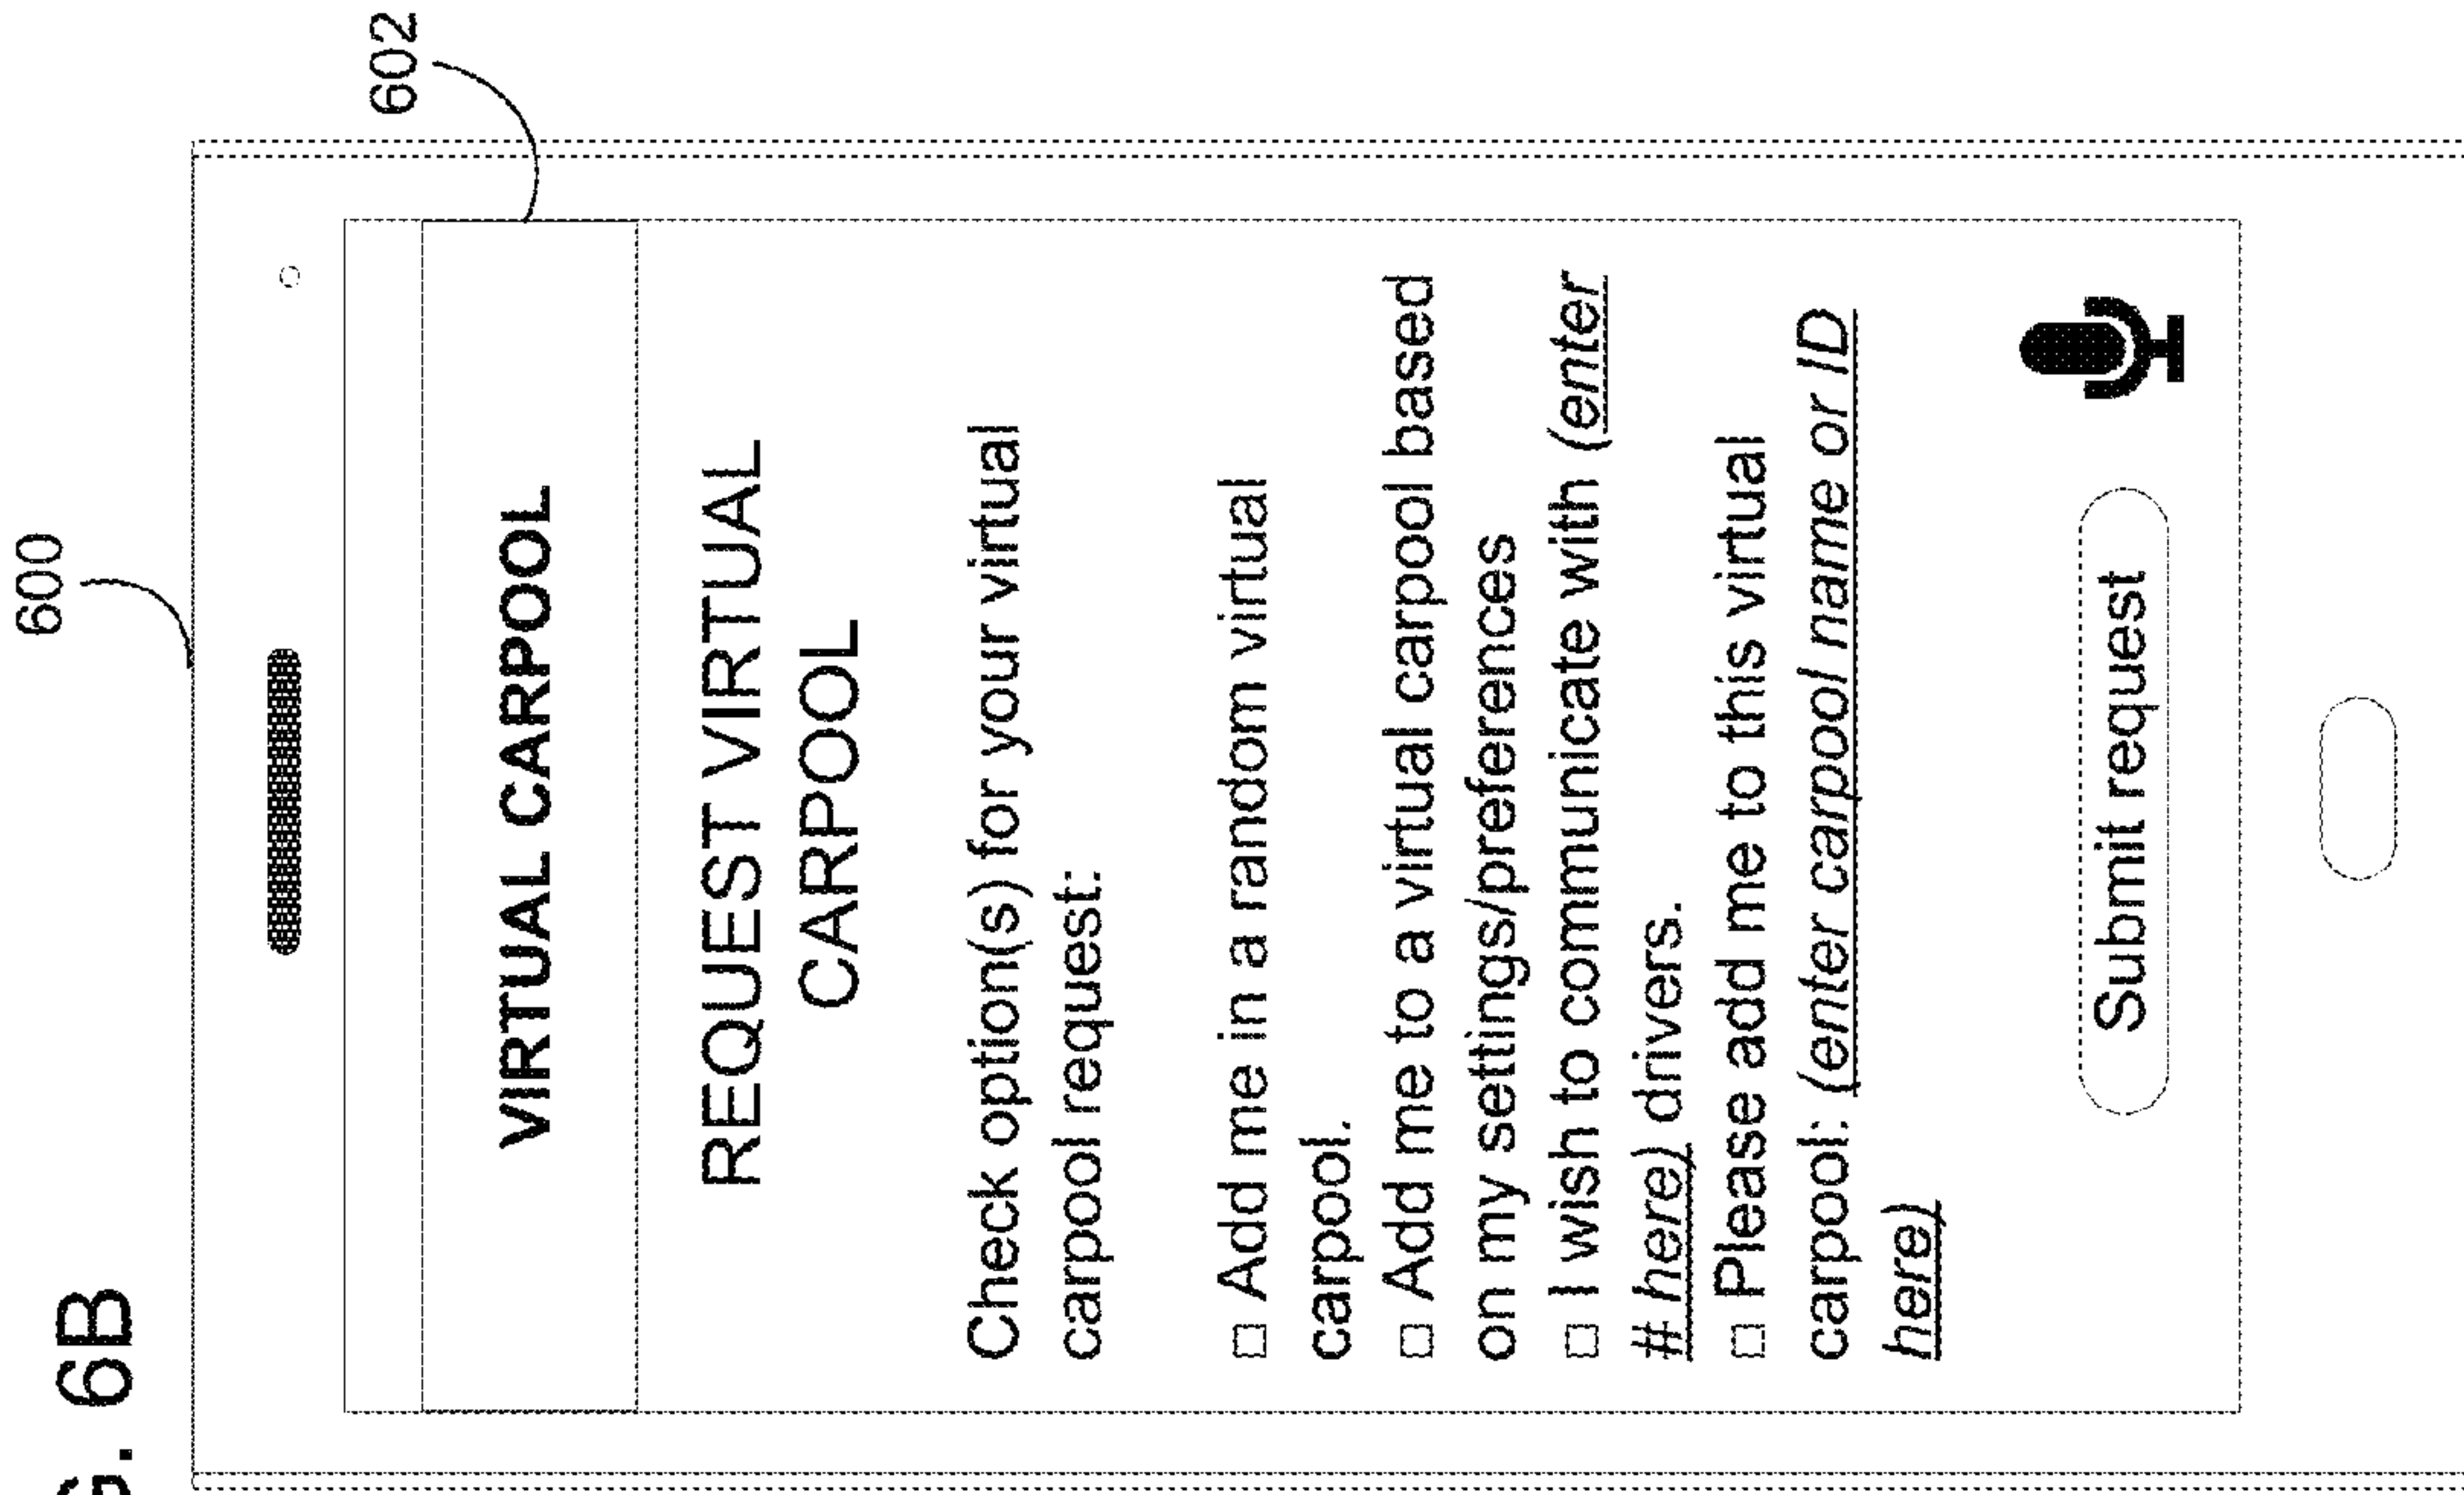 G. 6B
600
602
VIRTUAL CARPOOL
REQUEST VIRTUAL
CARPOOL
Check option(s) for your virtual
carpool request:
□ Add me in a random virtual
carpool.
□ Add me to a virtual carpool based
on my settings/preferences
□ I wish to communicate with (enter
# here) drivers.
□ Please add me to this virtual
carpool: (enter carpool name or ID
here)
Submit request